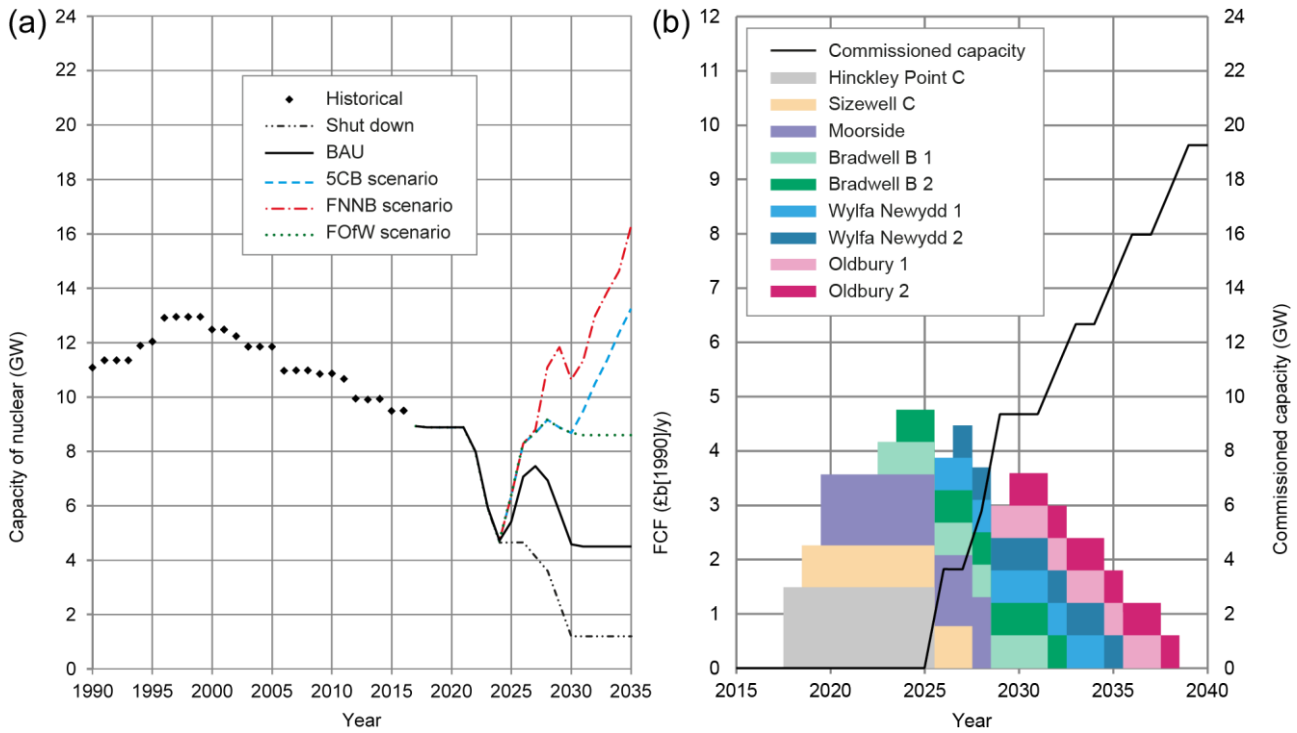 (a)
Capacity of nuclear (GW)
24
22
20
18
16
14
12
10
8
6
4
2
0
Historical
Shut down
BAU
5CB scenario
FNNB scenario
FOfW scenario
1990 1995 2000 2005 2010 2015 2020 2025 2030 2035
Year
(b)
FCF (£b[1990]/y)
12
11
10
9
8
7
6
5
4
3
2
1
0
Commissioned capacity
Hinckley Point C
Sizewell C
Moorside
Bradwell B 1
Bradwell B 2
Wylfa Newydd 1
Wylfa Newydd 2
Oldbury 1
Oldbury 2
24
22
20
18
16
14
12
10
8
6
4
2
0
Commissioned capacity (GW)
2015 2020 2025 2030 2035 2040
Year